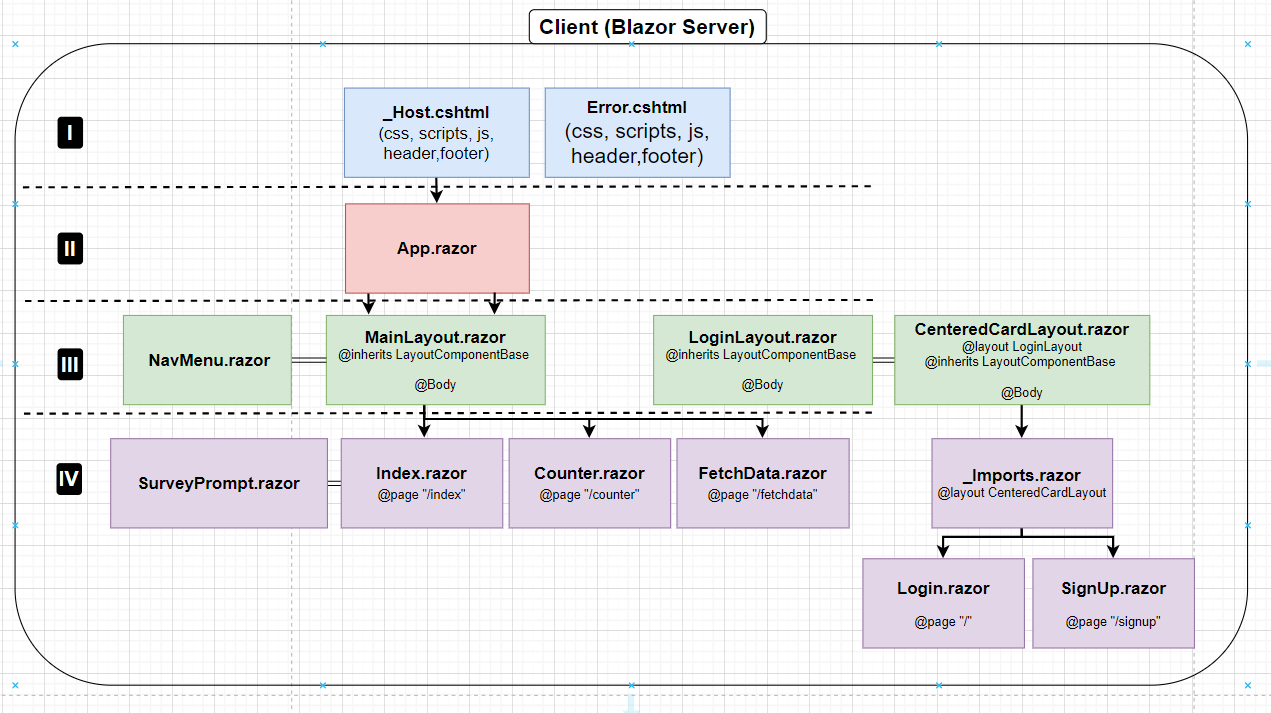 Client (Blazor Server)
I
_Host.cshtml
(css, scripts, js,
header,footer)
Error.cshtml
(css, scripts, js,
header,footer)
II
App.razor
III
NavMenu.razor
MainLayout.razor
@inherits LayoutComponentBase
@Body
LoginLayout.razor
@inherits LayoutComponentBase
@Body
CenteredCardLayout.razor
@layout LoginLayout
@inherits LayoutComponentBase
@Body
IV
SurveyPrompt.razor
Index.razor
@page "/index"
Counter.razor
@page "/counter"
FetchData.razor
@page "/fetchdata"
_Imports.razor
@layout CenteredCardLayout
Login.razor
@page "/"
SignUp.razor
@page "/signup"